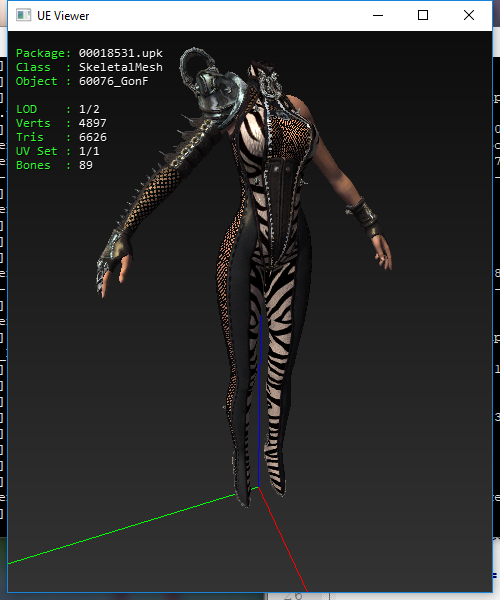 UE Viewer
Package: 00018531.upk
Class  : SkeletalMesh
Object : 60076_GonF
LOD    : 1/2
Verts  : 4897
Tris   : 6626
UV Set : 1/1
Bones  : 89